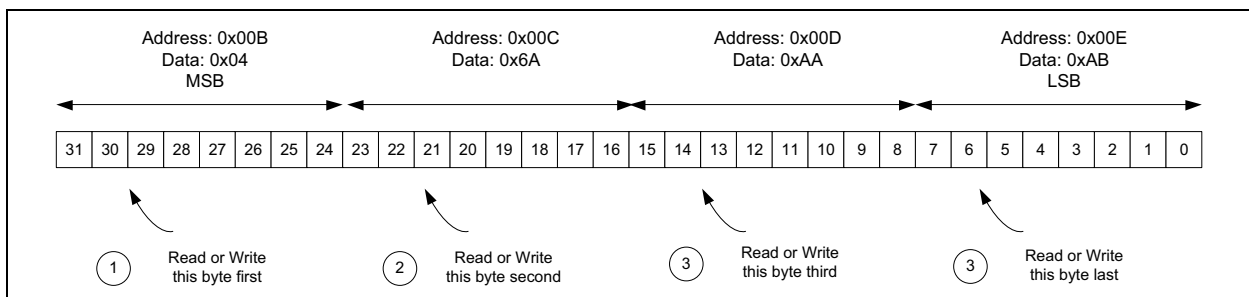 Address: 0x00B
Data: 0x04
MSB
Address: 0x00C
Data: 0x6A
Address: 0x00D
Data: 0xAA
Address: 0x00E
Data: 0xAB
LSB
31 30 29 28 27 26 25 24 23 22 21 20 19 18 17 16 15 14 13 12 11 10 9 8 7 6 5 4 3 2 1 0
1
Read or Write
this byte first
2
Read or Write
this byte second
3
Read or Write
this byte third
3
Read or Write
this byte last